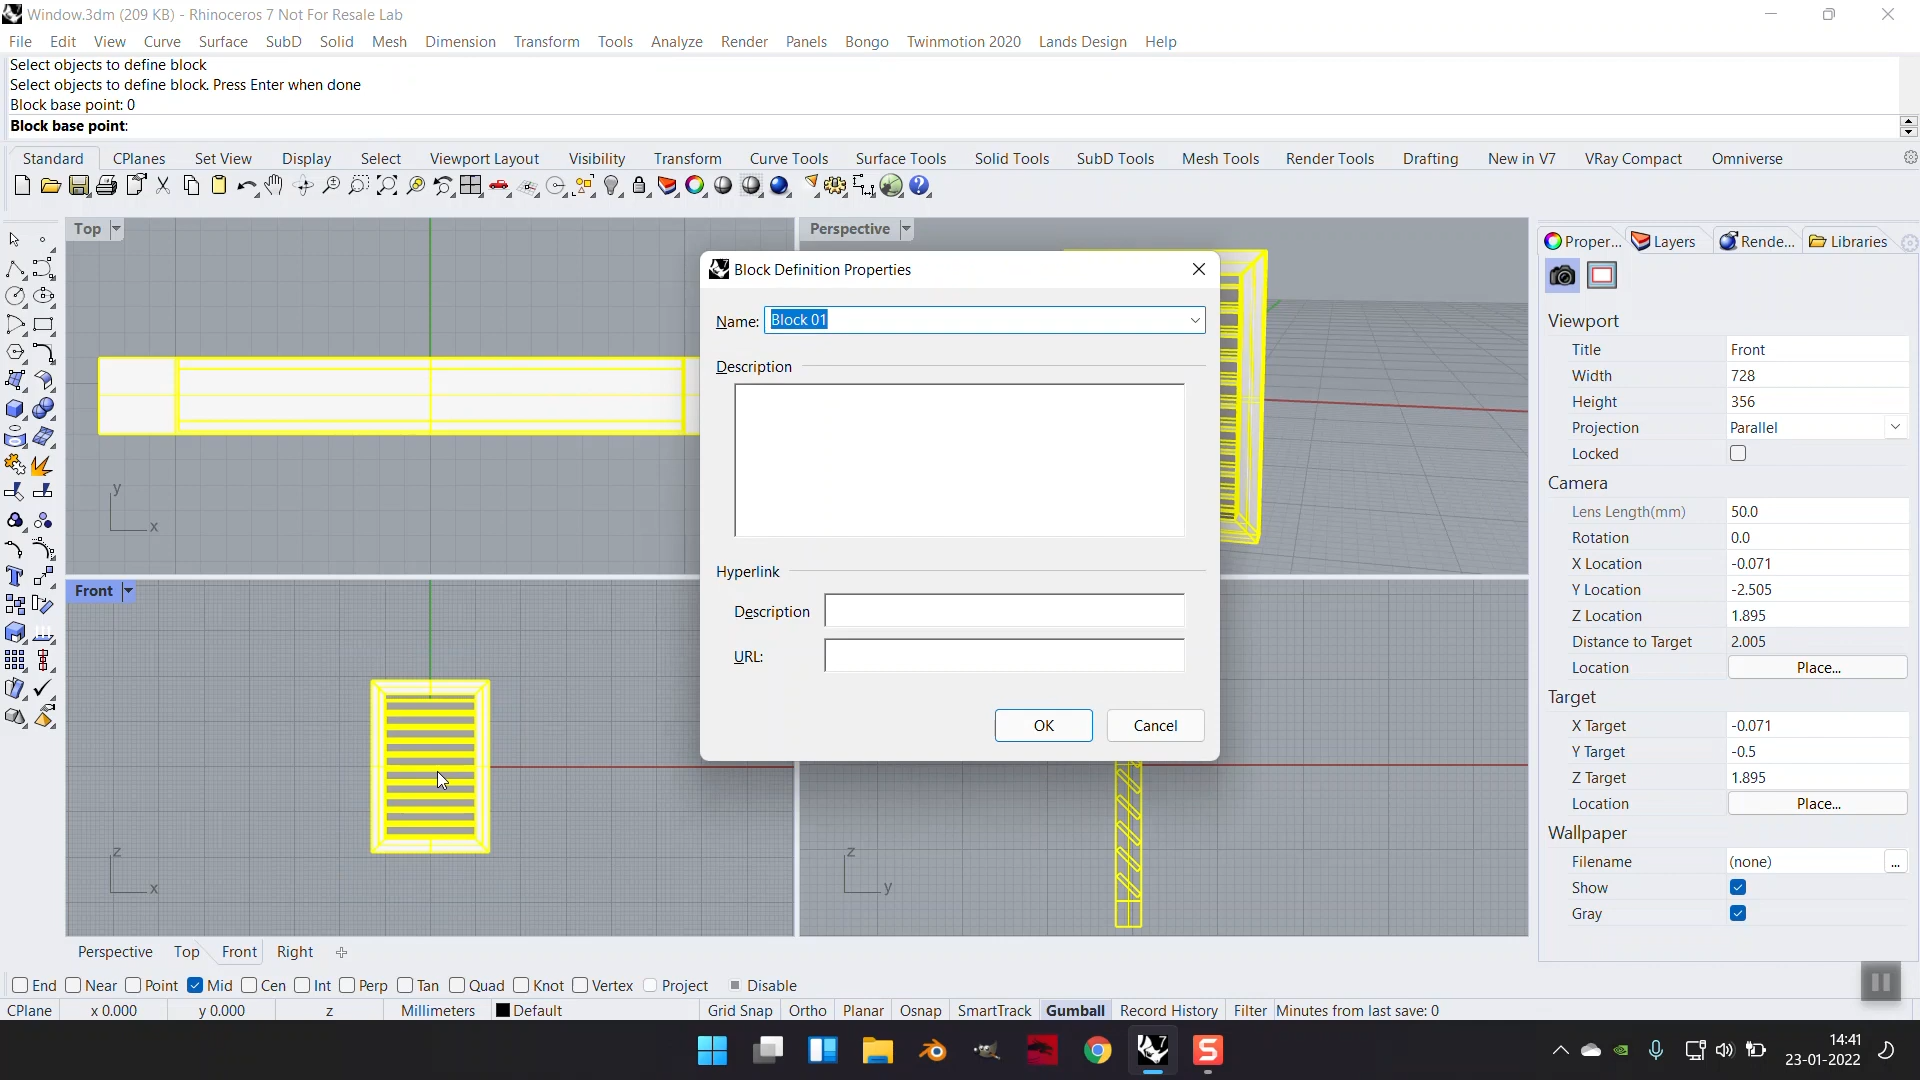 Window.3dm (209 KB) - Rhinoceros 7 Not For Resale Lab
File Edit View Curve Surface SubD Solid Mesh Dimension Transform Tools Analyze Render Panels Bongo Twinmotion 2020 Lands Design Help
Select objects to define block
Select objects to define block. Press Enter when done
Block base point: 0
Block base point:
Standard CPlanes Set View Display Select Viewport Layout Visibility Transform Curve Tools Surface Tools Solid Tools SubD Tools Mesh Tools Render Tools Drafting New in V7 VRay Compact Omniverse
Top
Perspective
Proper... Layers Rende... Libraries
Block Definition Properties
Name: Block 01
Description
Hyperlink
Description
URL:
OK Cancel
Viewport
Title Front
Width 728
Height 356
Projection Parallel
Locked
Camera
Lens Length(mm) 50.0
Rotation 0.0
X Location -0.071
Y Location -2.505
Z Location 1.895
Distance to Target 2.005
Location Place...
Target
X Target -0.071
Y Target -0.5
Z Target 1.895
Location Place...
Wallpaper
Filename (none) ...
Show
Gray
y
x
Front
z
x
z
y
Perspective Top Front Right
End Near Point Mid Cen Int Perp Tan Quad Knot Vertex Project Disable
CPlane x 0.000 y 0.000 z Millimeters Default Grid Snap Ortho Planar Osnap SmartTrack Gumball Record History Filter Minutes from last save: 0
7
S
14:41
23-01-2022